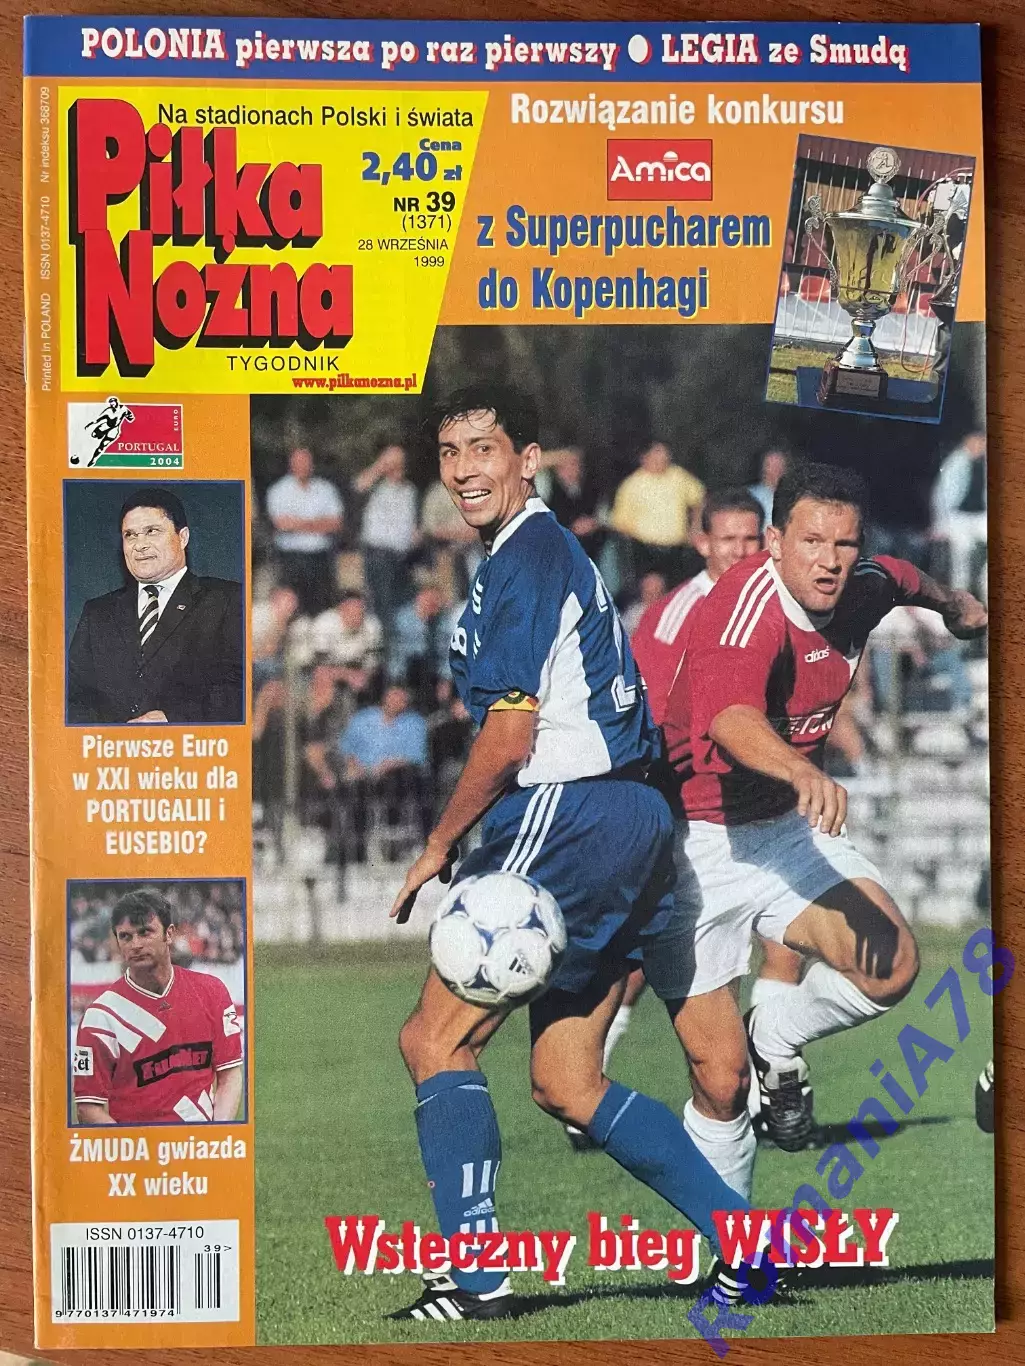 POLONIA pierwsza po raz pierwszy ● LEGIA ze Smudą
Nr indeksu 368709
ISSN 0137-4710
Printed in POLAND
Na stadionach Polski i świata
Piłka
Nożna
Cena
2,40 zł
NR 39
(1371)
28 WRZEŚNIA
1999
TYGODNIK
www.pilkanozna.pl
Rozwiązanie konkursu
Amica
z Superpucharem
do Kopenhagi
EURO
PORTUGAL
2004
Pierwsze Euro
w XXI wieku dla
PORTUGALII i
EUSEBIO?
ŻMUDA gwiazda
XX wieku
adidas
adidas
Wsteczny bieg WISŁY
ISSN 0137-4710
39>
9 770137 471974
RomaniA78